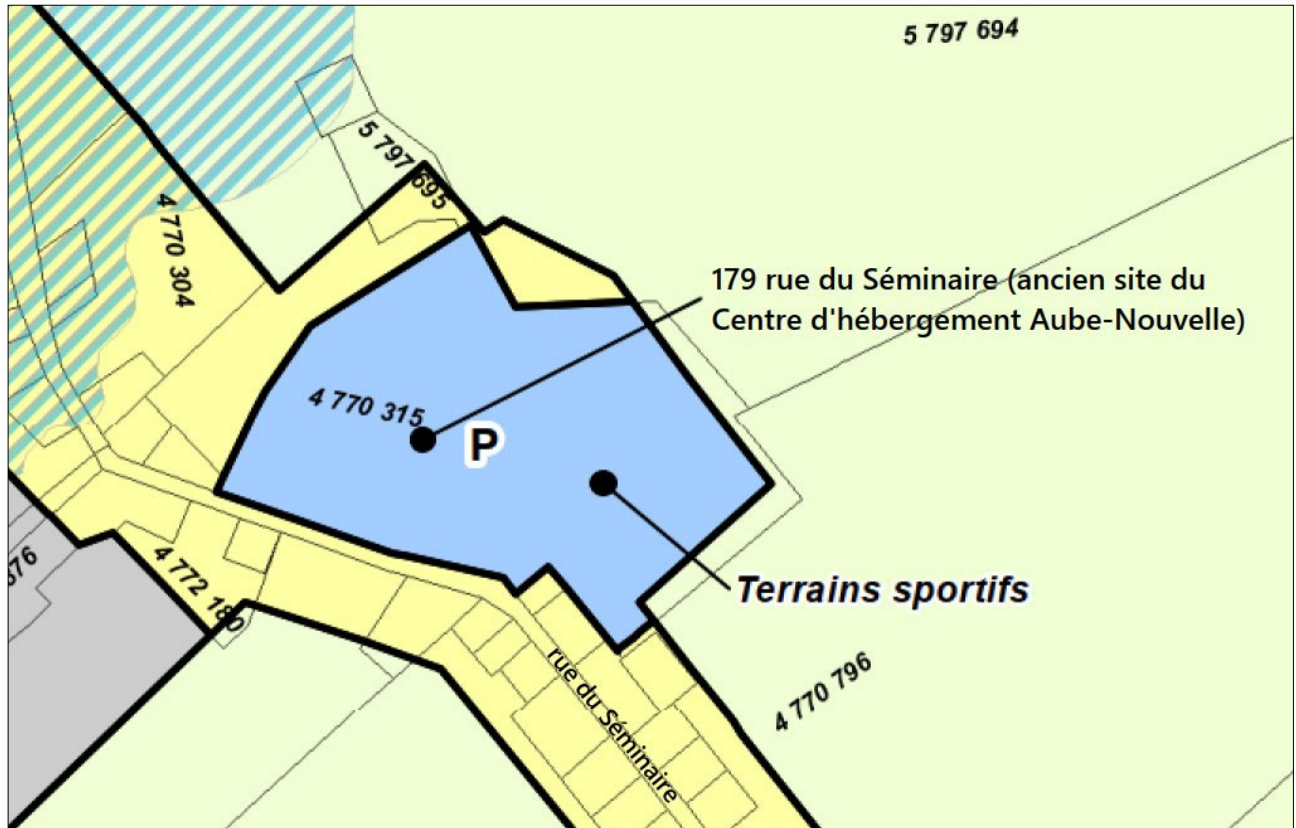 5 797 694
5 797 695
4 770 304
179 rue du Séminaire (ancien site du
Centre d'hébergement Aube-Nouvelle)
4 770 315
P
Terrains sportifs
376
4 772 180
rue du Séminaire
4 770 796